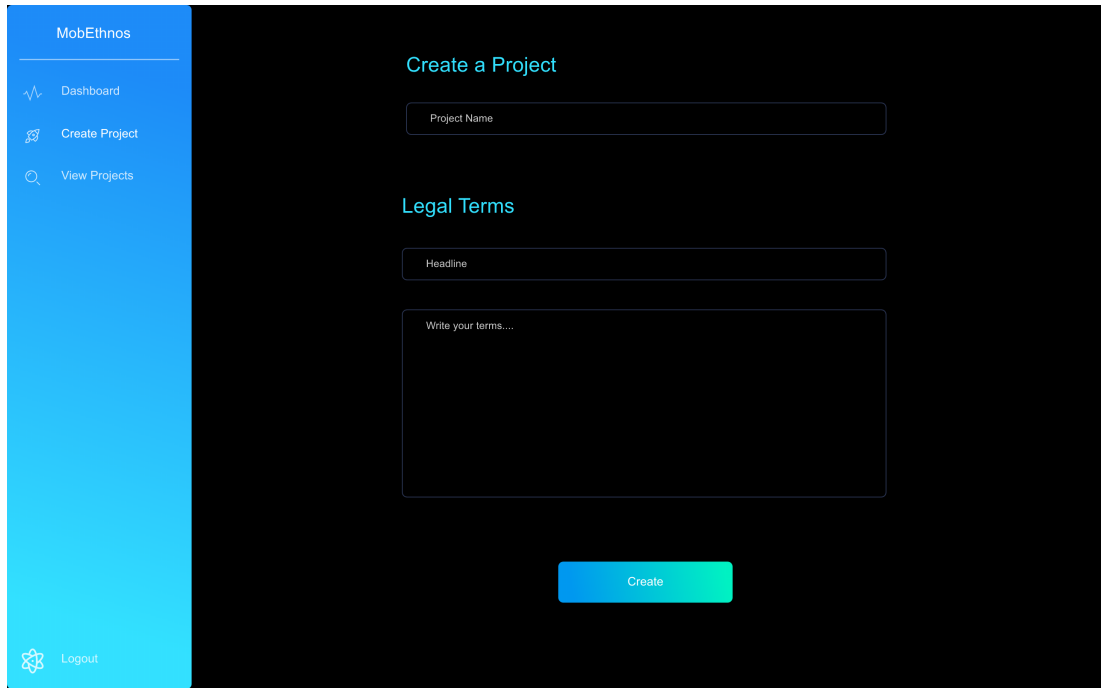 MobEthnos
Dashboard
Create Project
View Projects
Logout
Create a Project
Project Name
Legal Terms
Headline
Write your terms....
Create